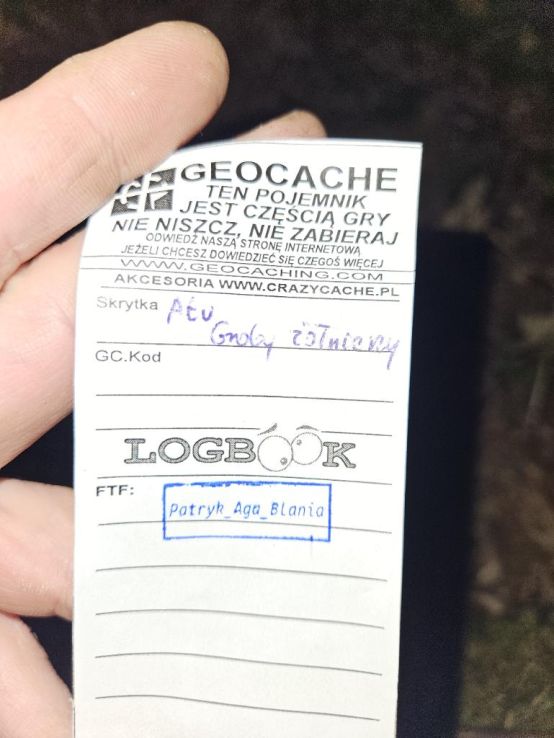 GEOCACHE
TEN POJEMNIK
JEST CZĘŚCIĄ GRY
NIE NISZCZ, NIE ZABIERAJ
ODWIEDŹ NASZĄ STRONĘ INTERNETOWĄ
JEŻELI CHCESZ DOWIEDZIEĆ SIĘ CZEGOŚ WIĘCEJ
WWW.GEOCACHING.COM
AKCESORIA WWW.CRAZYCACHE.PL
Skrytka
GC.Kod
LOGBOOK
FTF: Patryk_Aga_Blania